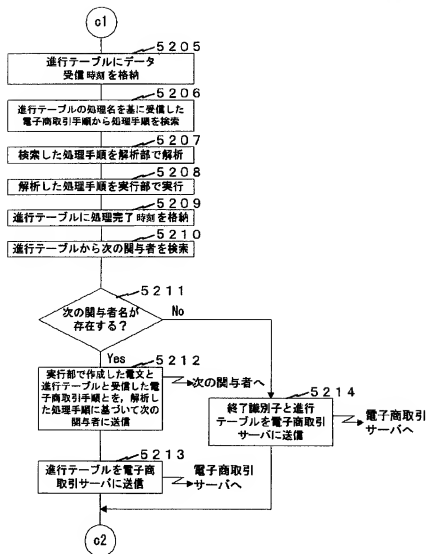 c1
5205
進行テーブルにデータ
受信時刻を格納
5206
進行テーブルの処理名を基に受信した
電子商取引手順から処理手順を検索
5207
検索した処理手順を解析部で解析
5208
解析した処理手順を実行部で実行
5209
進行テーブルに処理完了時刻を格納
5210
進行テーブルから次の関与者を検索
5211
次の関与者名が
存在する?
No
Yes
5212
実行部で作成した電文と
進行テーブルと受信した電
子商取引手順とを,解析し
た処理手順に基づいて次の
関与者に送信
次の関与者へ
5214
終了識別子と進行
テーブルを電子商取引
サーバに送信
電子商取引
サーバへ
5213
進行テーブルを電子商
取引サーバに送信
電子商取引
サーバへ
c2